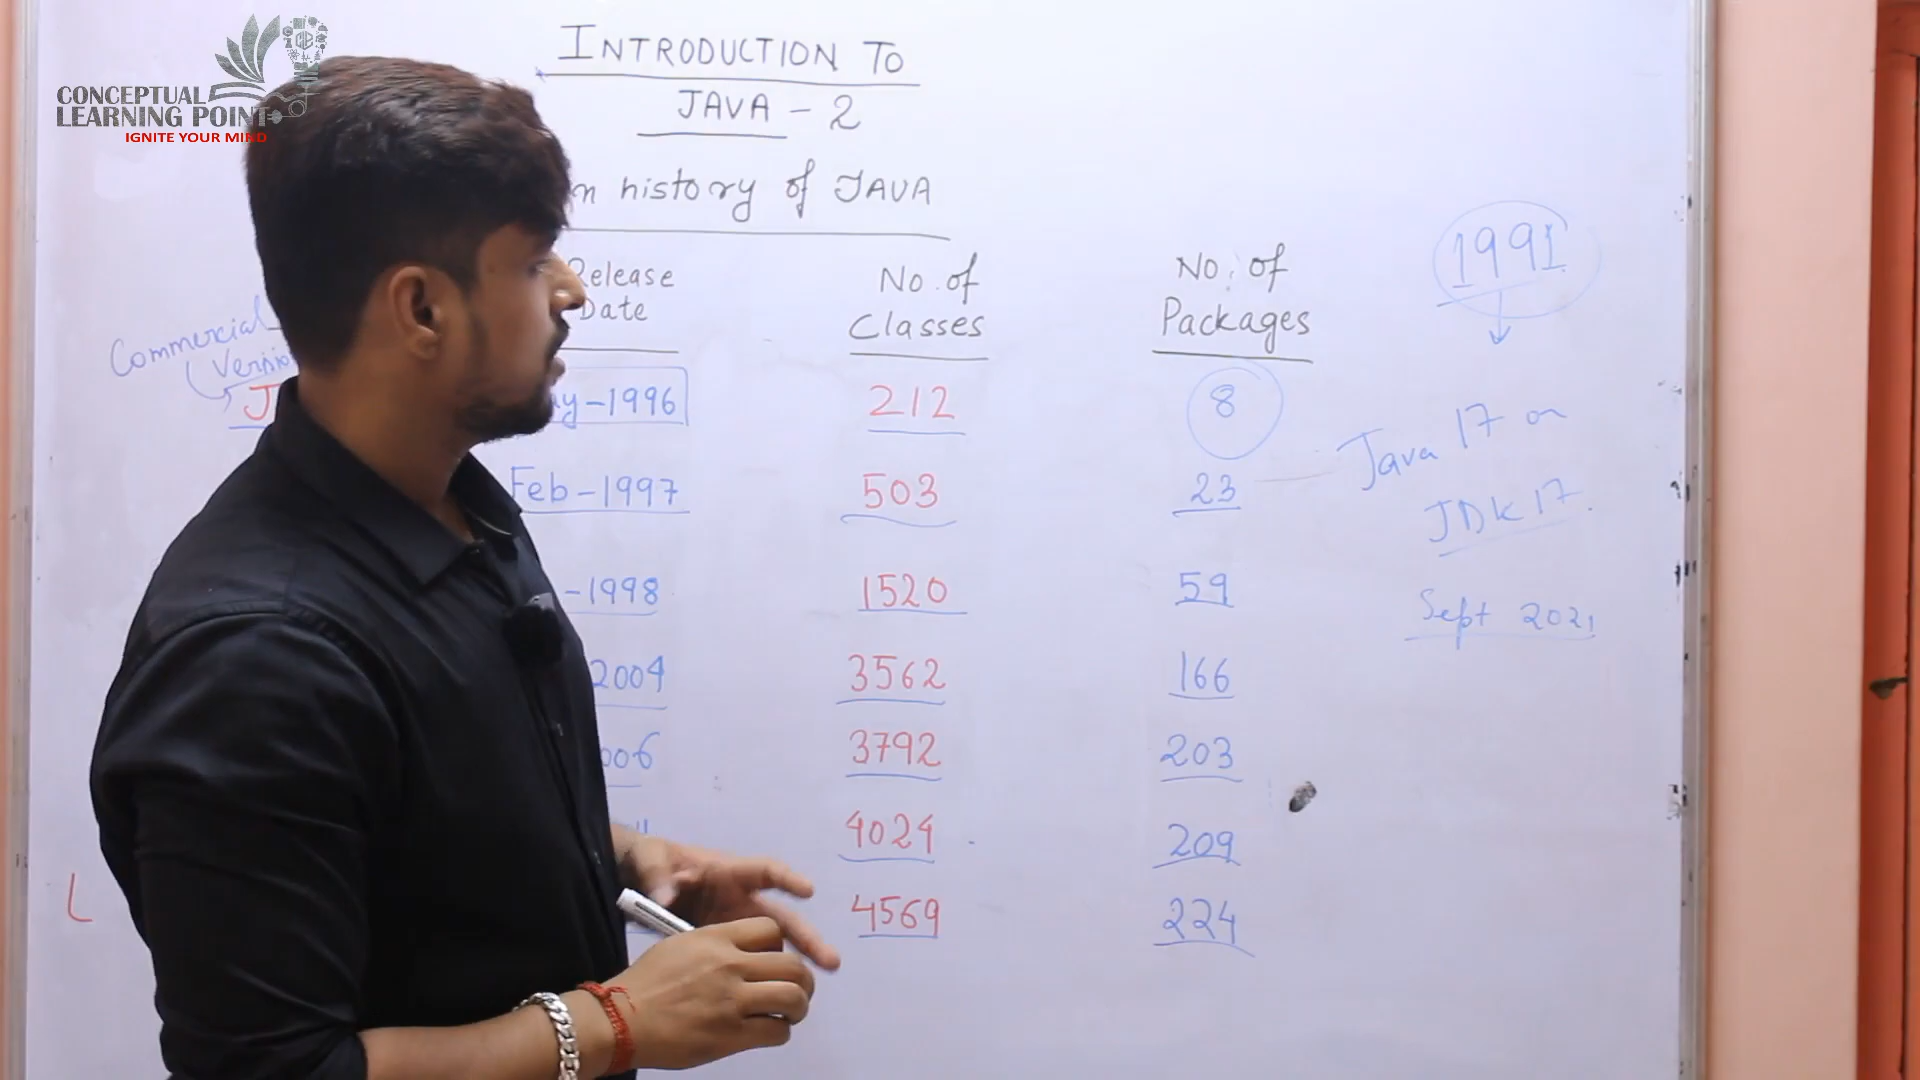 CONCEPTUAL
LEARNING POINT
IGNITE YOUR MIND
INTRODUCTION TO
JAVA - 2
history of JAVA
Release Date
No. of Classes
No. of Packages
1991
Commercial
-1996 212 8
Feb-1997 503 23
-1998 1520 59
2004 3562 166
3792 203
4024 209
4569 224
Java 17 or
JDK 17
Sept 2021